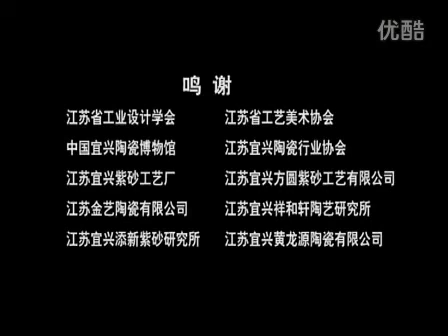 优酷
鸣 谢
江苏省工业设计学会 江苏省工艺美术协会
中国宜兴陶瓷博物馆 江苏宜兴陶瓷行业协会
江苏宜兴紫砂工艺厂 江苏宜兴方圆紫砂工艺有限公司
江苏金艺陶瓷有限公司 江苏宜兴祥和轩陶艺研究所
江苏宜兴添新紫砂研究所 江苏宜兴黄龙源陶瓷有限公司